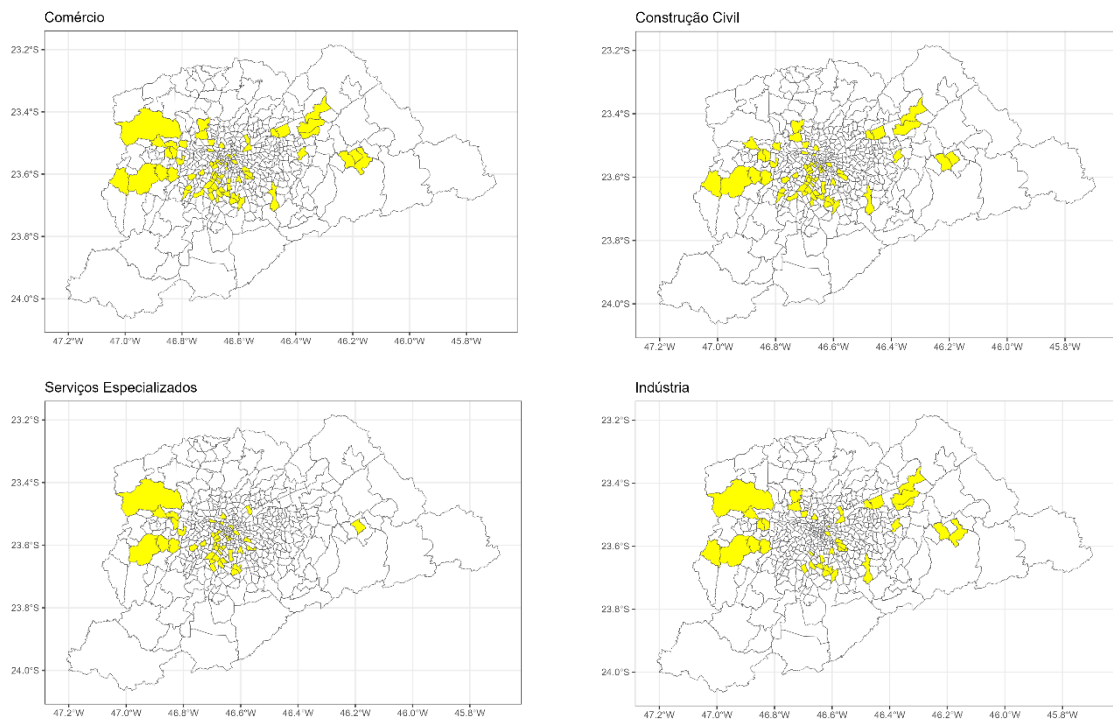 Comércio
23.2°S
23.4°S
23.6°S
23.8°S
24.0°S
47.2°W 47.0°W 46.8°W 46.6°W 46.4°W 46.2°W 46.0°W 45.8°W
Construção Civil
23.2°S
23.4°S
23.6°S
23.8°S
24.0°S
47.2°W 47.0°W 46.8°W 46.6°W 46.4°W 46.2°W 46.0°W 45.8°W
Serviços Especializados
23.2°S
23.4°S
23.6°S
23.8°S
24.0°S
47.2°W 47.0°W 46.8°W 46.6°W 46.4°W 46.2°W 46.0°W 45.8°W
Indústria
23.2°S
23.4°S
23.6°S
23.8°S
24.0°S
47.2°W 47.0°W 46.8°W 46.6°W 46.4°W 46.2°W 46.0°W 45.8°W